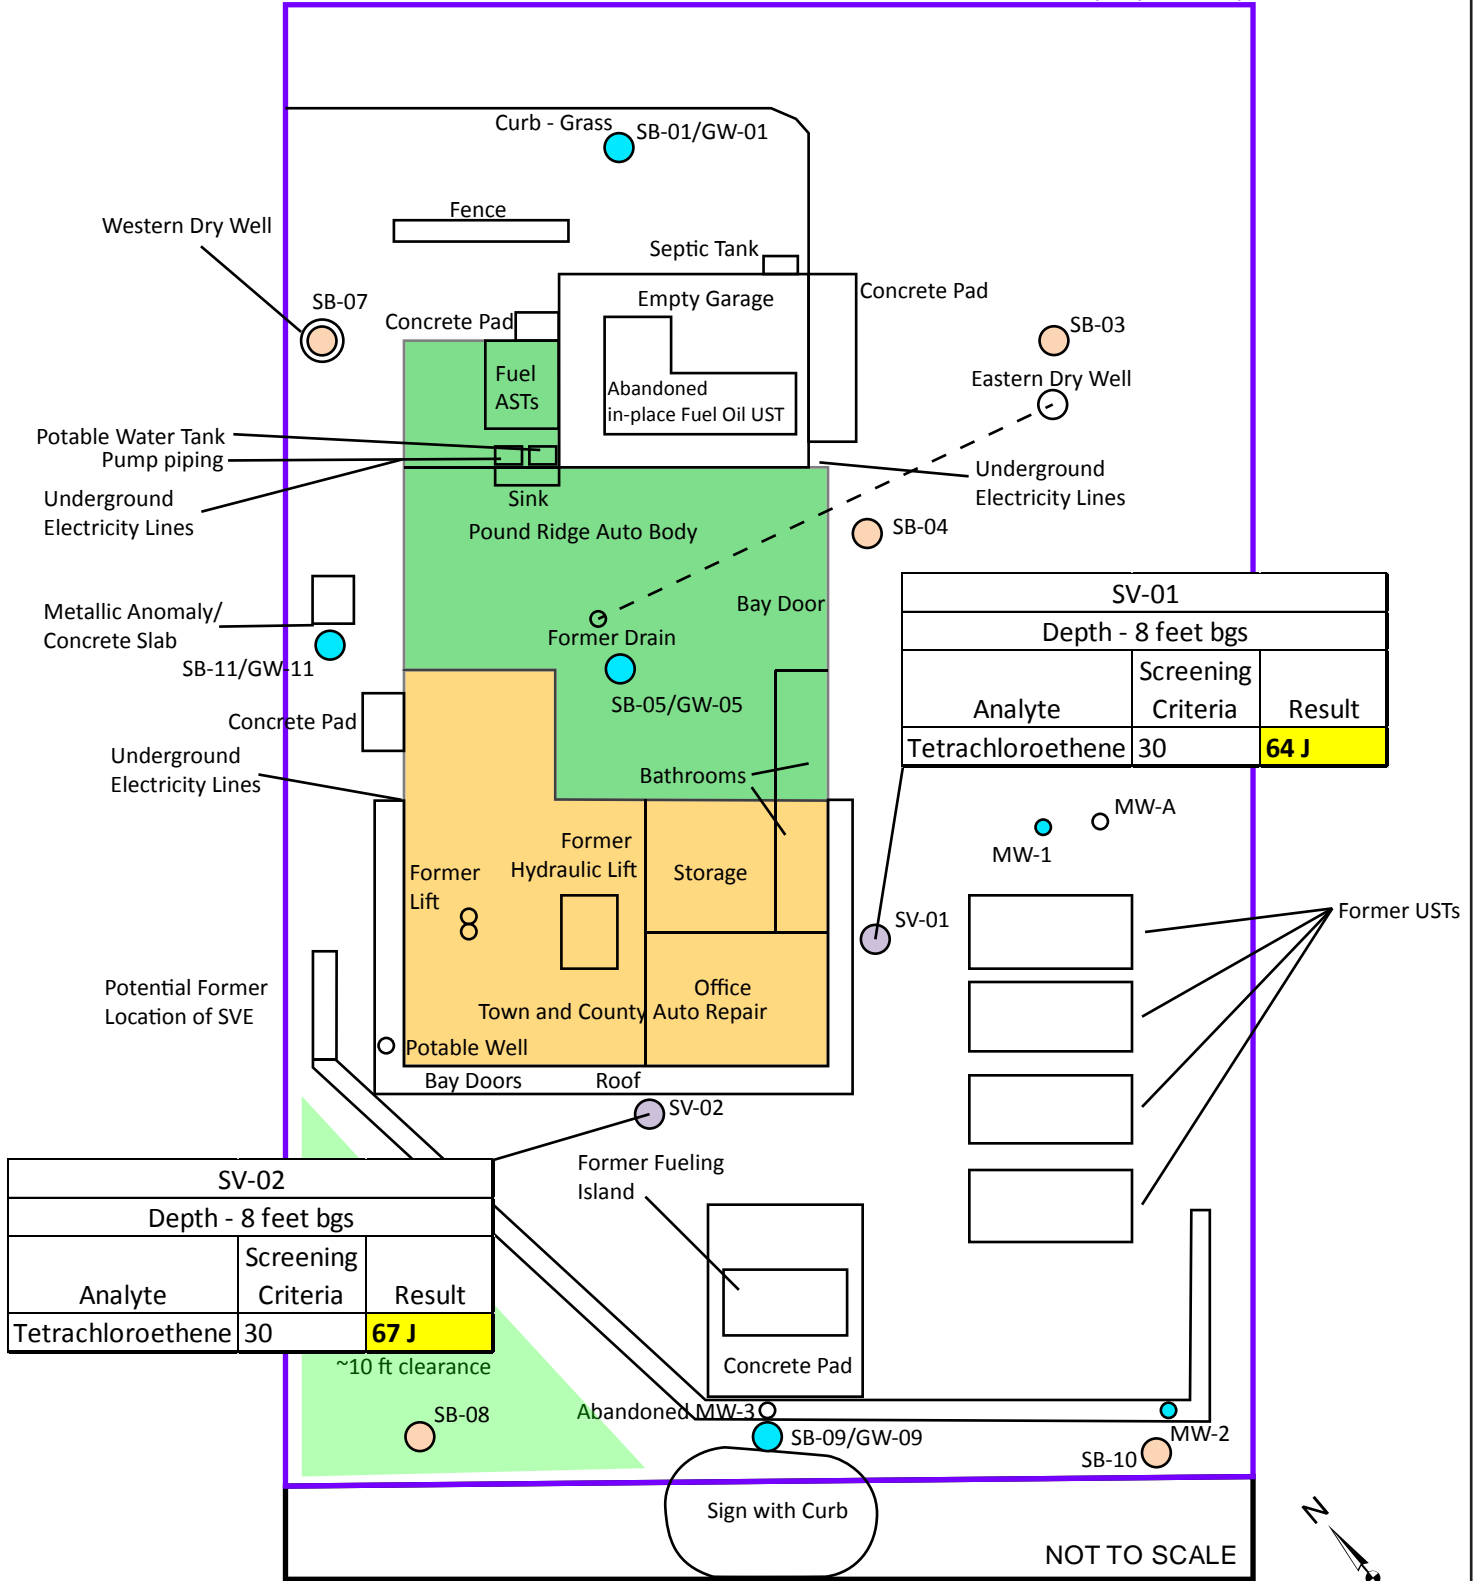 Curb - Grass
SB-01/GW-01
Fence
Western Dry Well
Septic Tank
Empty Garage
Concrete Pad
SB-07
Concrete Pad
SB-03
Fuel
ASTs
Eastern Dry Well
Abandoned
in-place Fuel Oil UST
Potable Water Tank
Pump piping
Underground
Electricity Lines
Underground
Electricity Lines
Sink
Pound Ridge Auto Body
SB-04
Metallic Anomaly/
Concrete Slab
Bay Door
Former Drain
SB-11/GW-11
SB-05/GW-05
SV-01
Depth - 8 feet bgs
Analyte
Screening
Criteria
Result
Tetrachloroethene 30 64 J
Concrete Pad
Underground
Electricity Lines
Bathrooms
MW-A
MW-1
Former
Hydraulic Lift
Former
Lift
Storage
SV-01
Former USTs
Potential Former
Location of SVE
Office
Town and County Auto Repair
Potable Well
Bay Doors
Roof
SV-02
Former Fueling
Island
SV-02
Depth - 8 feet bgs
Analyte
Screening
Criteria
Result
Tetrachloroethene 30 67 J
~10 ft clearance
Concrete Pad
SB-08
Abandoned MW-3
SB-09/GW-09
MW-2
SB-10
Sign with Curb
N
NOT TO SCALE